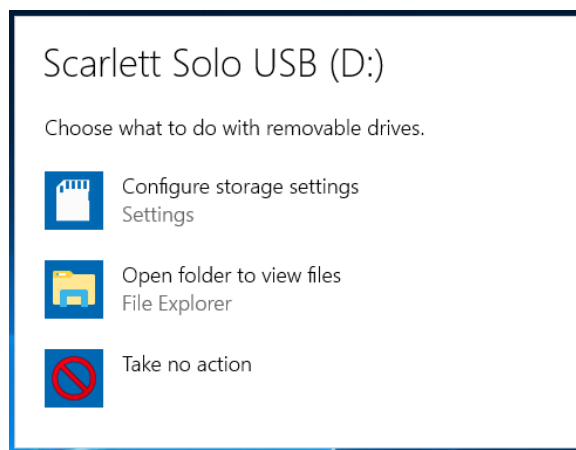 Scarlett Solo USB (D:)
Choose what to do with removable drives.
Configure storage settings
Settings
Open folder to view files
File Explorer
Take no action